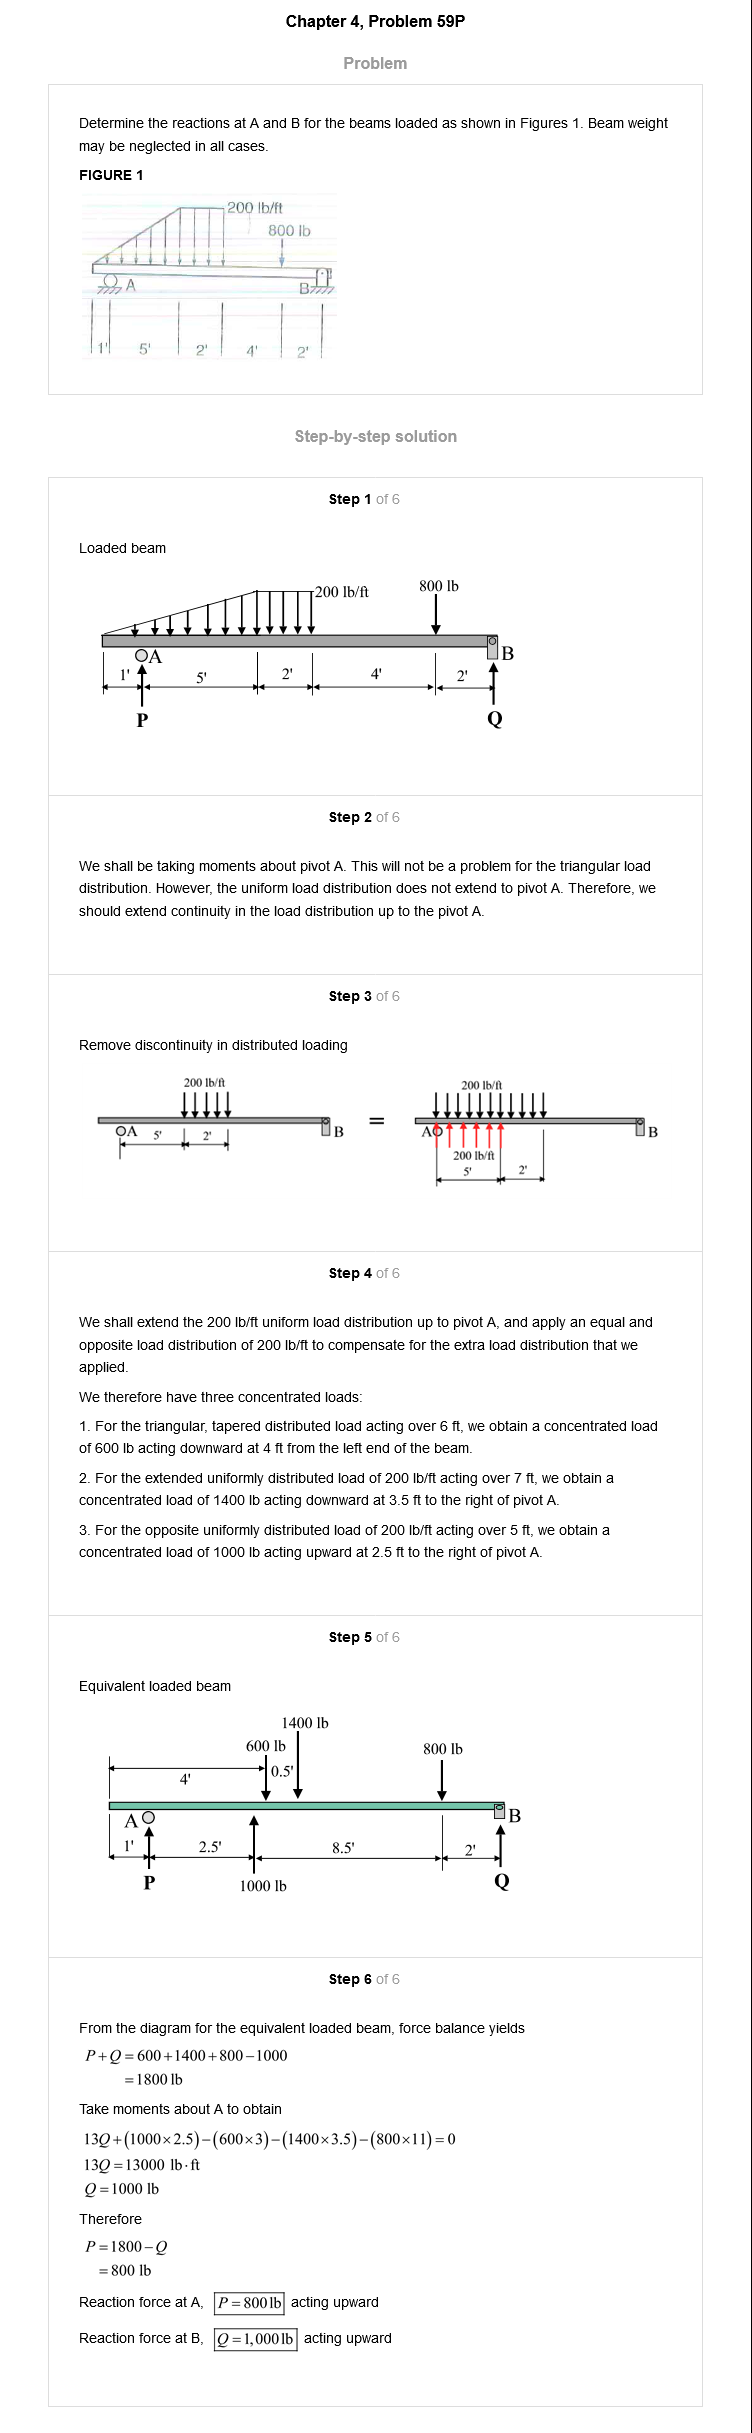 Chapter 4, Problem 59P
Problem
Determine the reactions at A and B for the beams loaded as shown in Figures 1. Beam weight
may be neglected in all cases.
FIGURE 1
200 lb/ft
800 lb
A
B
1' 5' 2' 4' 2'
Step-by-step solution
Step 1 of 6
Loaded beam
200 lb/ft
800 lb
A
B
1' 5' 2' 4' 2'
P
Q
Step 2 of 6
We shall be taking moments about pivot A. This will not be a problem for the triangular load
distribution. However, the uniform load distribution does not extend to pivot A. Therefore, we
should extend continuity in the load distribution up to the pivot A.
Step 3 of 6
Remove discontinuity in distributed loading
200 lb/ft
A
5' 2'
B
=
200 lb/ft
A
B
200 lb/ft
5' 2'
Step 4 of 6
We shall extend the 200 lb/ft uniform load distribution up to pivot A, and apply an equal and
opposite load distribution of 200 lb/ft to compensate for the extra load distribution that we
applied.
We therefore have three concentrated loads:
1. For the triangular, tapered distributed load acting over 6 ft, we obtain a concentrated load
of 600 lb acting downward at 4 ft from the left end of the beam.
2. For the extended uniformly distributed load of 200 lb/ft acting over 7 ft, we obtain a
concentrated load of 1400 lb acting downward at 3.5 ft to the right of pivot A.
3. For the opposite uniformly distributed load of 200 lb/ft acting over 5 ft, we obtain a
concentrated load of 1000 lb acting upward at 2.5 ft to the right of pivot A.
Step 5 of 6
Equivalent loaded beam
1400 lb
600 lb
800 lb
4'
0.5'
A
B
1' 2.5' 8.5' 2'
P
1000 lb
Q
Step 6 of 6
From the diagram for the equivalent loaded beam, force balance yields
P+Q=600+1400+800−1000
=1800 lb
Take moments about A to obtain
13Q+(1000×2.5)−(600×3)−(1400×3.5)−(800×11)=0
13Q=13000 lb·ft
Q=1000 lb
Therefore
P=1800−Q
=800 lb
Reaction force at A, P=800 lb acting upward
Reaction force at B, Q=1,000 lb acting upward